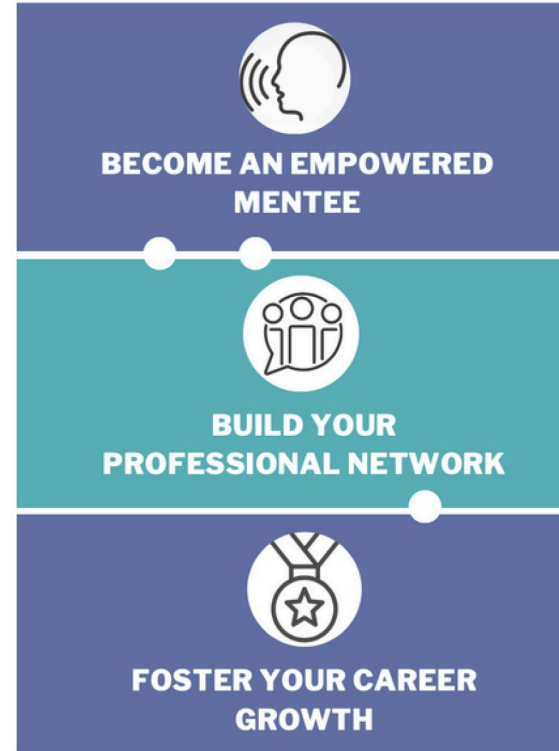 BECOME AN EMPOWERED
MENTEE
BUILD YOUR
PROFESSIONAL NETWORK
FOSTER YOUR CAREER
GROWTH